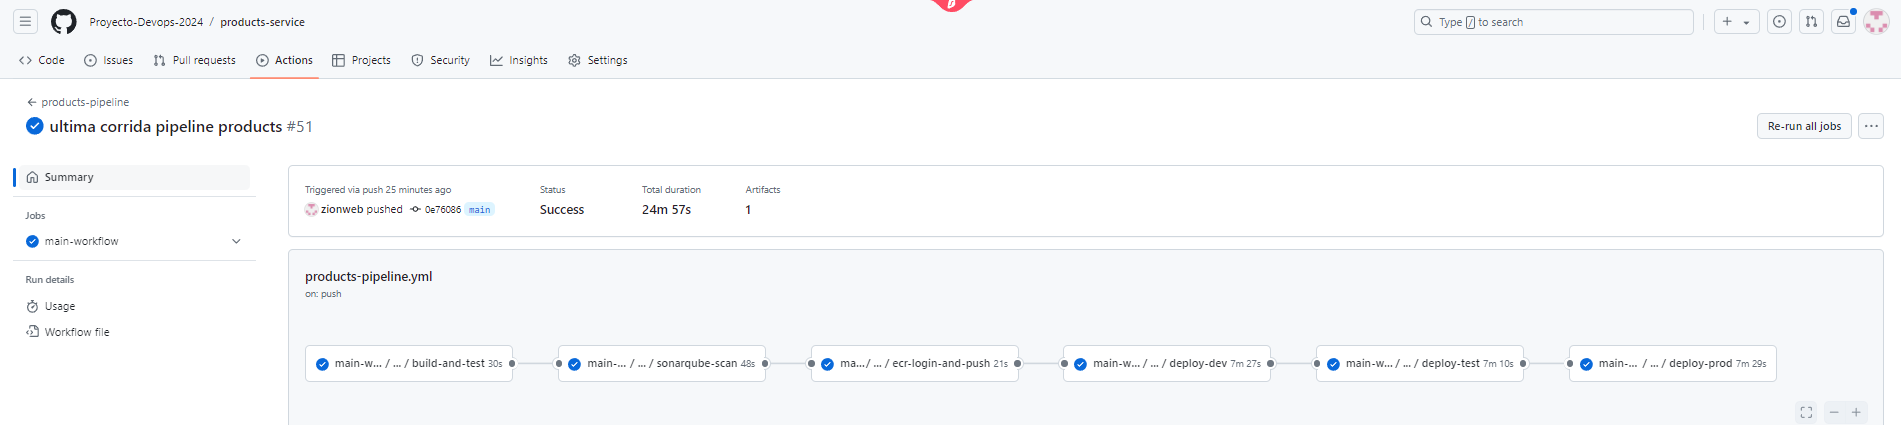 Proyecto-Devops-2024 / products-service
Type / to search
Code Issues Pull requests Actions Projects Security Insights Settings
products-pipeline
ultima corrida pipeline products #51
Re-run all jobs
Summary
Jobs
main-workflow
Run details
Usage
Workflow file
Triggered via push 25 minutes ago
zionweb pushed 0e76086 main
Status
Success
Total duration
24m 57s
Artifacts
1
products-pipeline.yml
on: push
main-w... / ... / build-and-test 30s
main-... / ... / sonarqube-scan 48s
ma... / ... / ecr-login-and-push 21s
main-w... / ... / deploy-dev 7m 27s
main-w... / ... / deploy-test 7m 10s
main-... / ... / deploy-prod 7m 29s